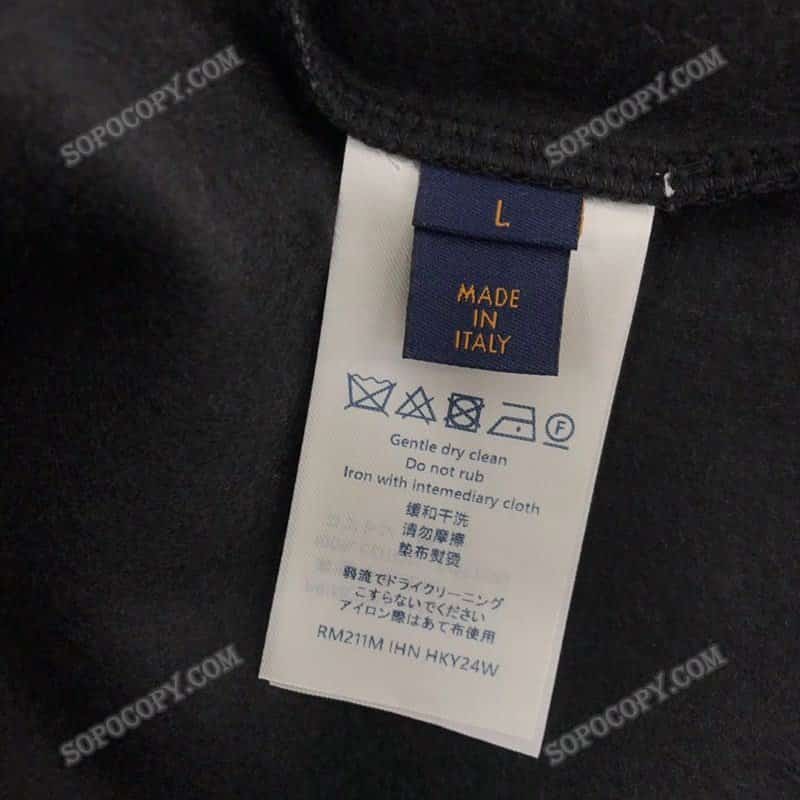 SOPOCOPY.COM
SOPOCOPY.COM
L
MADE
IN
ITALY
F
Gentle dry clean
Do not rub
Iron with intemediary cloth
缓和干洗
请勿摩擦
垫布熨烫
弱流でドライクリーニング
こすらないでください
アイロン際はあて布使用
RM211M IHN HKY24W
SOPOCOPY.COM
SOPOCOPY.COM